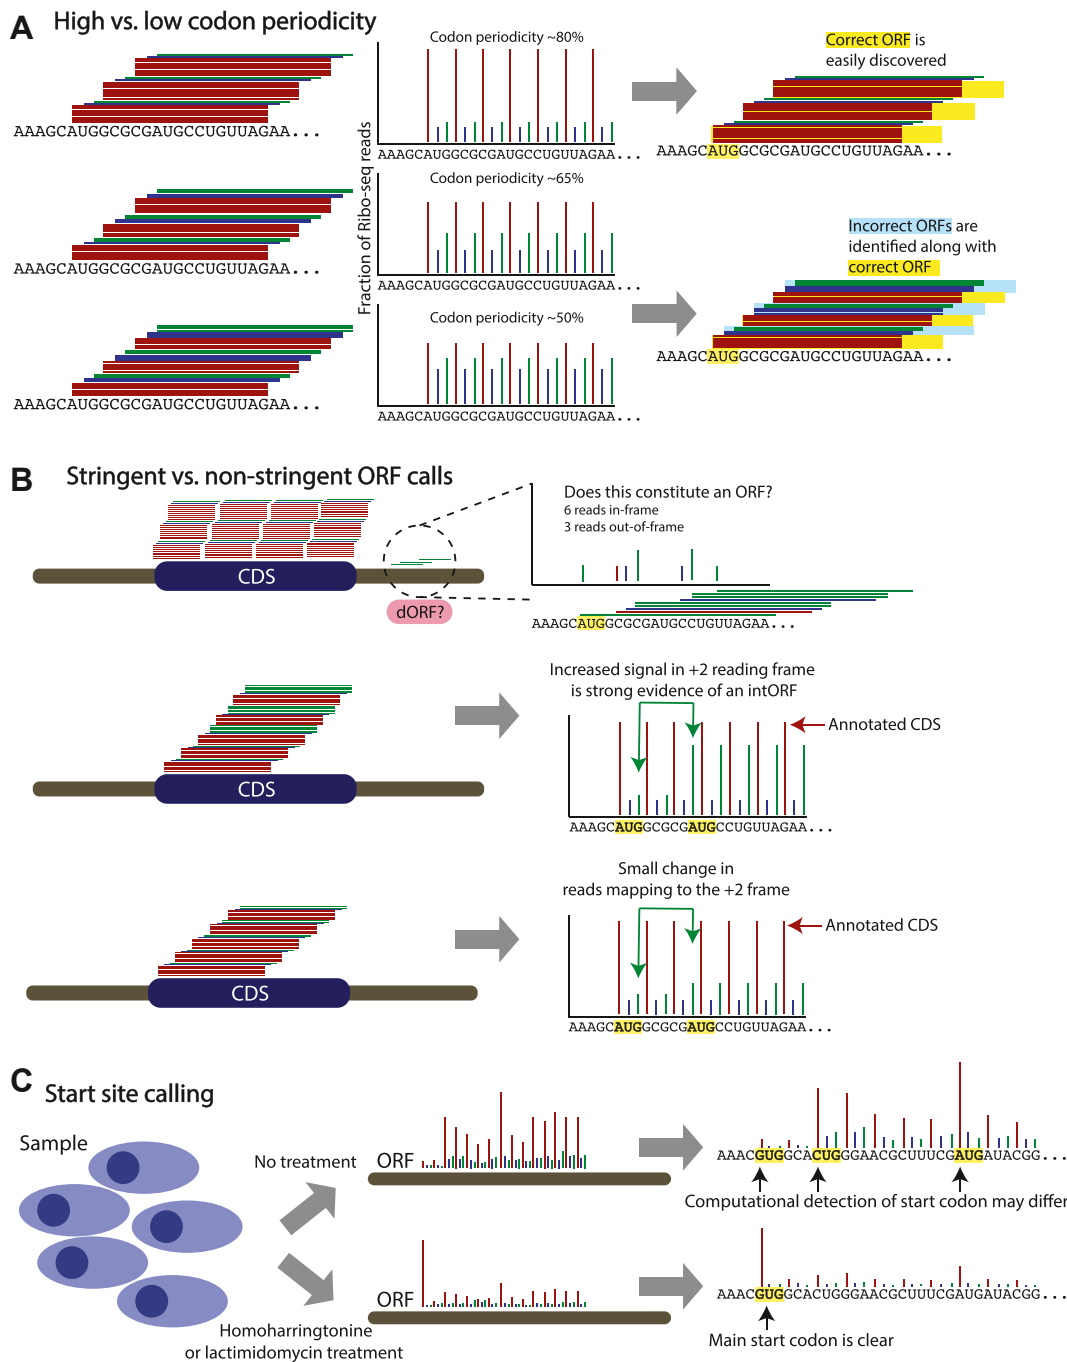 A High vs. low codon periodicity
Codon periodicity ~80%
Correct ORF is
easily discovered
AAAGCAUGGCGCGAUGCCUGUUAGAA...
AAAGCAUGGCGCGAUGCCUGUUAGAA...
AAAGCAUGGCGCGAUGCCUGUUAGAA...
Fraction of Ribo-seq reads
Codon periodicity ~65%
AAAGCAUGGCGCGAUGCCUGUUAGAA...
AAAGCAUGGCGCGAUGCCUGUUAGAA...
Incorrect ORFs are
identified along with
correct ORF
Codon periodicity ~50%
AAAGCAUGGCGCGAUGCCUGUUAGAA...
AAAGCAUGGCGCGAUGCCUGUUAGAA...
AAAGCAUGGCGCGAUGCCUGUUAGAA...
B Stringent vs. non-stringent ORF calls
Does this constitute an ORF?
6 reads in-frame
3 reads out-of-frame
CDS
dORF?
AAAGCAUGGCGCGAUGCCUGUUAGAA...
Increased signal in +2 reading frame
is strong evidence of an intORF
Annotated CDS
CDS
AAAGCAUGGCGCGAUGCCUGUUAGAA...
Small change in
reads mapping to the +2 frame
Annotated CDS
CDS
AAAGCAUGGCGCGAUGCCUGUUAGAA...
C Start site calling
Sample
No treatment
ORF
AAACGUGGCACUGGGAACGCUUUCGAUGAUACGG...
Computational detection of start codon may differ
ORF
AAACGUGGCACUGGGAACGCUUUCGAUGAUACGG...
Homoharringtonine
or lactimidomycin treatment
Main start codon is clear